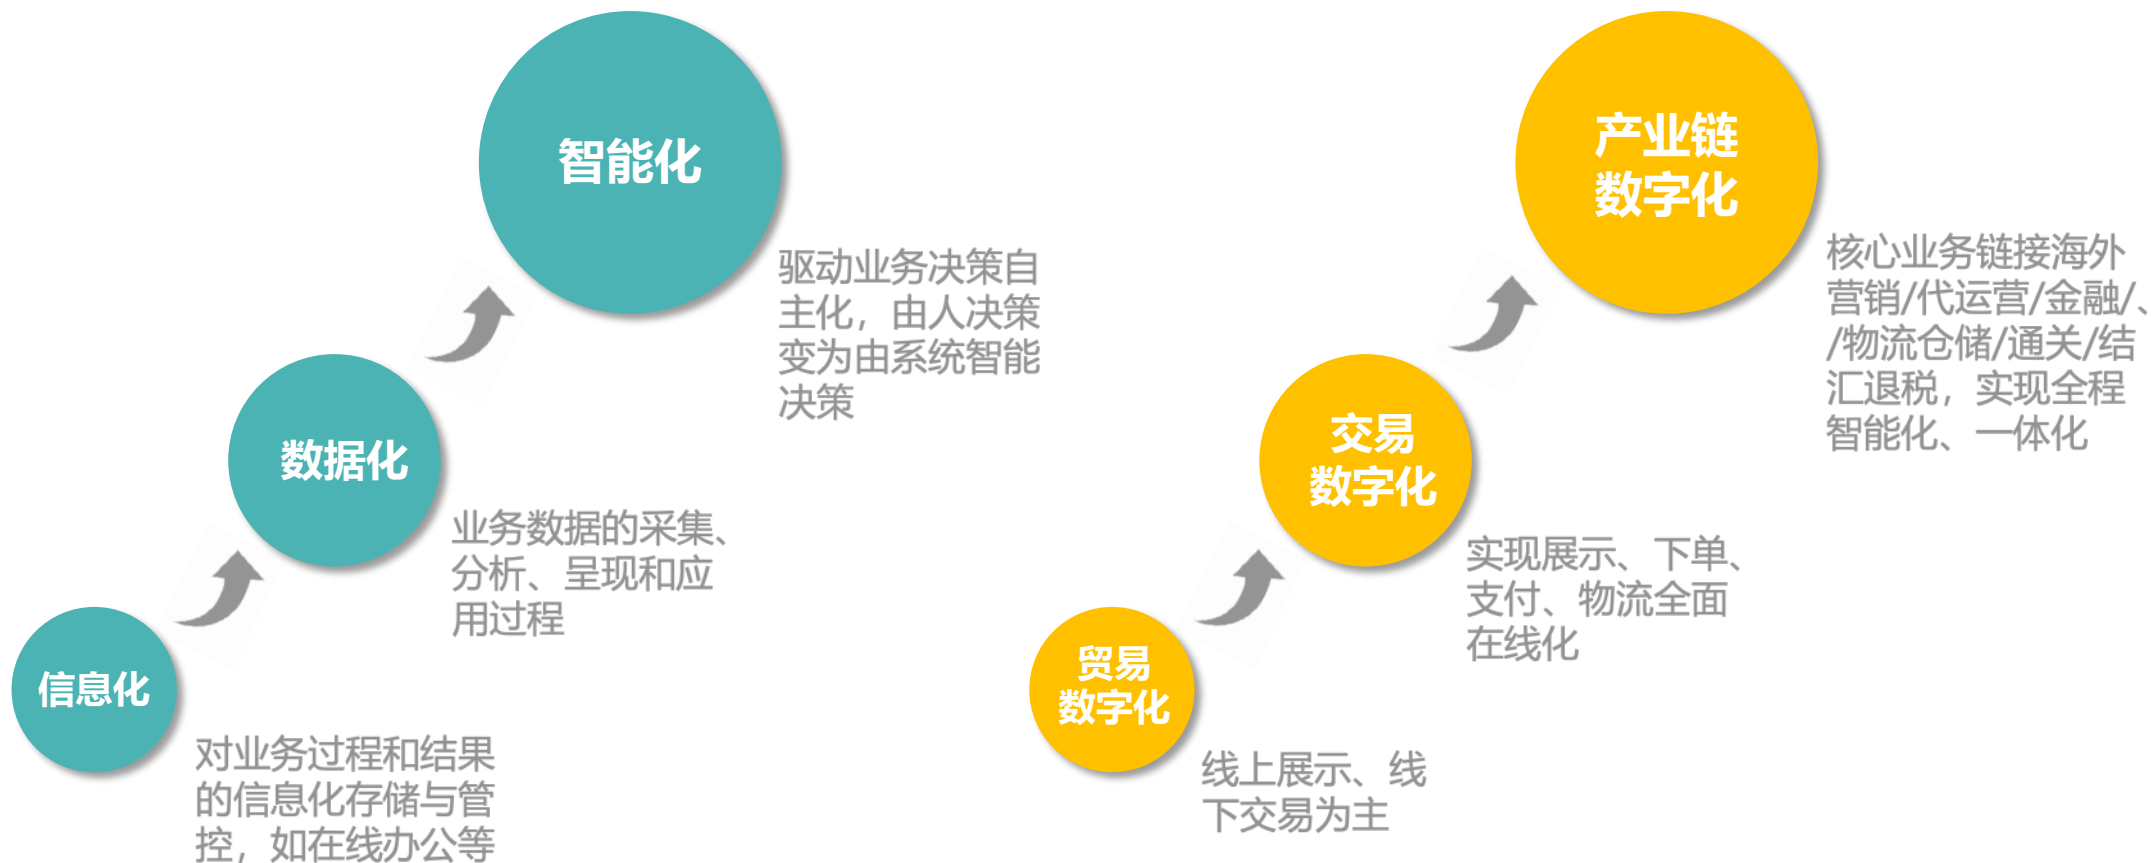 智能化
驱动业务决策自
主化，由人决策
变为由系统智能
决策
数据化
业务数据的采集、
分析、呈现和应
用过程
信息化
对业务过程和结果
的信息化存储与管
控，如在线办公等
产业链
数字化
核心业务链接海外
营销/代运营/金融/、
/物流仓储/通关/结
汇退税，实现全程
智能化、一体化
交易
数字化
实现展示、下单、
支付、物流全面
在线化
贸易
数字化
线上展示、线
下交易为主